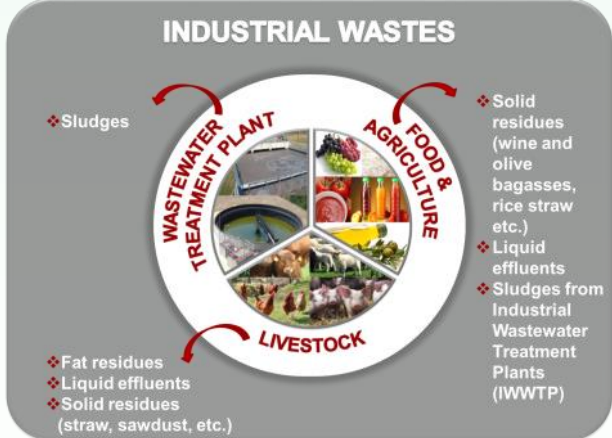 INDUSTRIAL WASTES
❖Sludges
WASTEWATER
TREATMENT PLANT
FOOD &
AGRICULTURE
❖Solid
residues
(wine and
olive
bagasses,
rice straw
etc.)
❖Liquid
effluents
❖Sludges from
Industrial
Wastewater
Treatment
Plants
(IWWTP)
LIVESTOCK
❖Fat residues
❖Liquid effluents
❖Solid residues
(straw, sawdust, etc.)